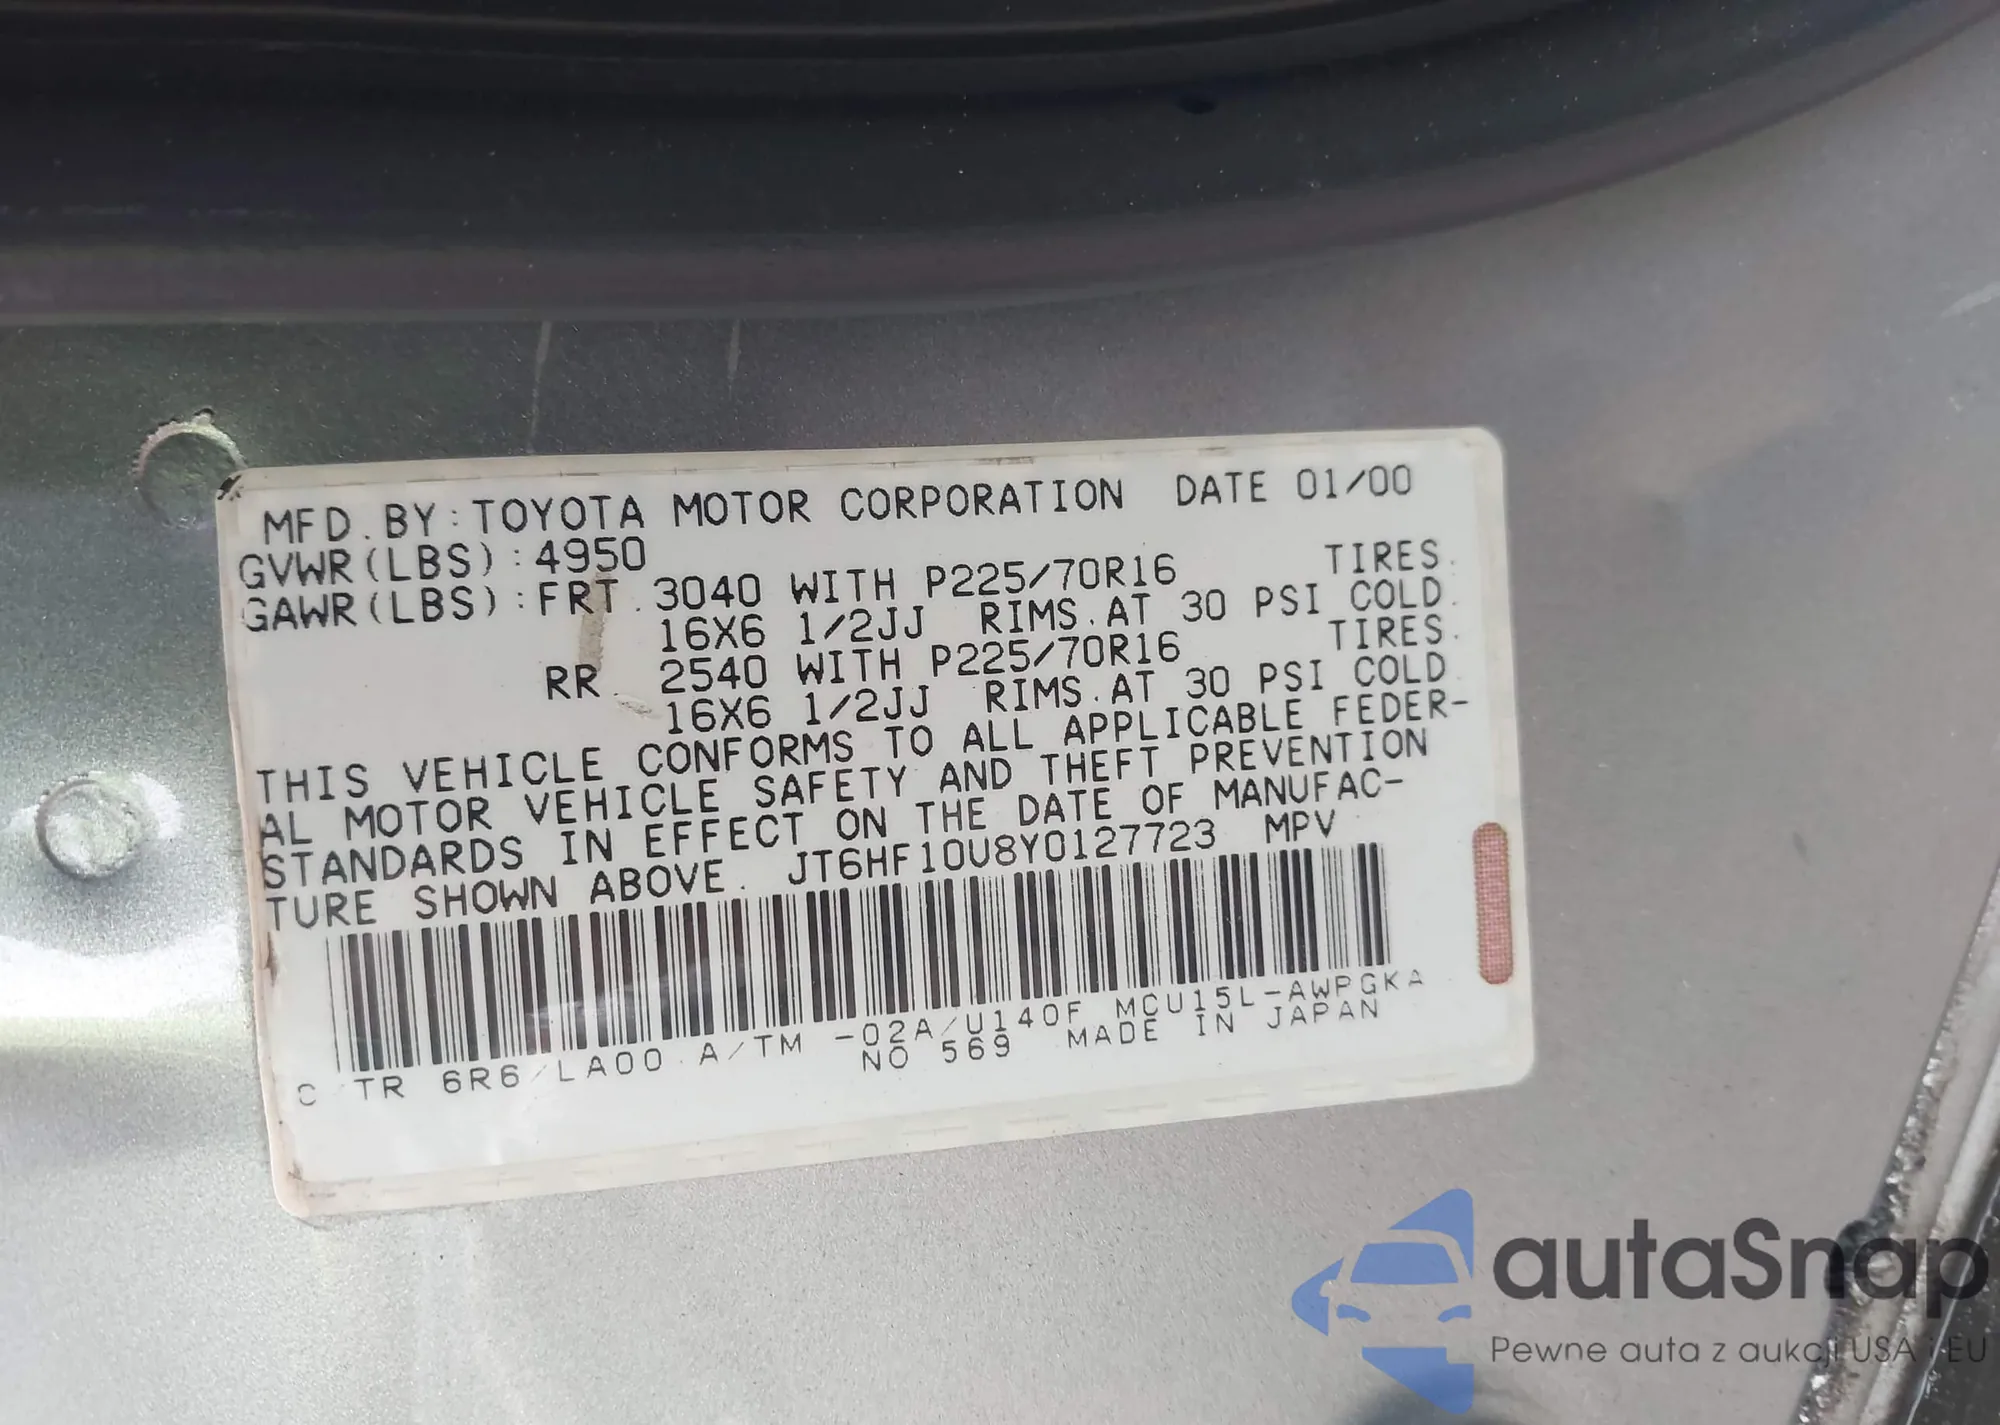 MFD.BY:TOYOTA MOTOR CORPORATION DATE 01/00
GVWR(LBS):4950
GAWR(LBS):FRT. 3040 WITH P225/70R16 TIRES.
16X6 1/2JJ RIMS.AT 30 PSI COLD.
RR 2540 WITH P225/70R16 TIRES.
16X6 1/2JJ RIMS.AT 30 PSI COLD
THIS VEHICLE CONFORMS TO ALL APPLICABLE FEDER-
AL MOTOR VEHICLE SAFETY AND THEFT PREVENTION
STANDARDS IN EFFECT ON THE DATE OF MANUFAC-
TURE SHOWN ABOVE. JT6HF10U8Y0127723 MPV
C/TR 6R6/LA00 A/TM -02A/U140F MCU15L-AWPGKA
NO 569 MADE IN JAPAN
autaSnap
Pewne auta z aukcji USA i EU